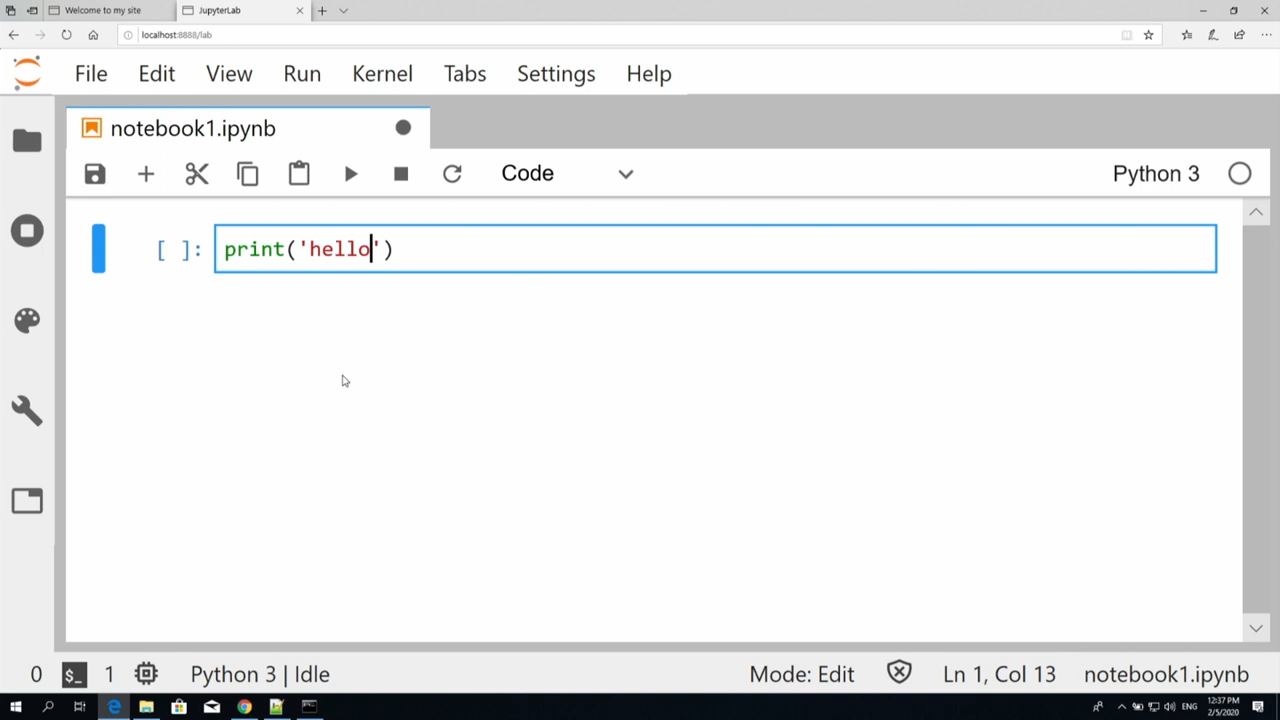 Welcome to my site
JupyterLab
localhost:8888/lab
File Edit View Run Kernel Tabs Settings Help
notebook1.ipynb
Code
Python 3
[ ]: print('hello')
0 $_ 1 Python 3 | Idle Mode: Edit Ln 1, Col 13 notebook1.ipynb
ENG
12:37 PM
2/5/2020